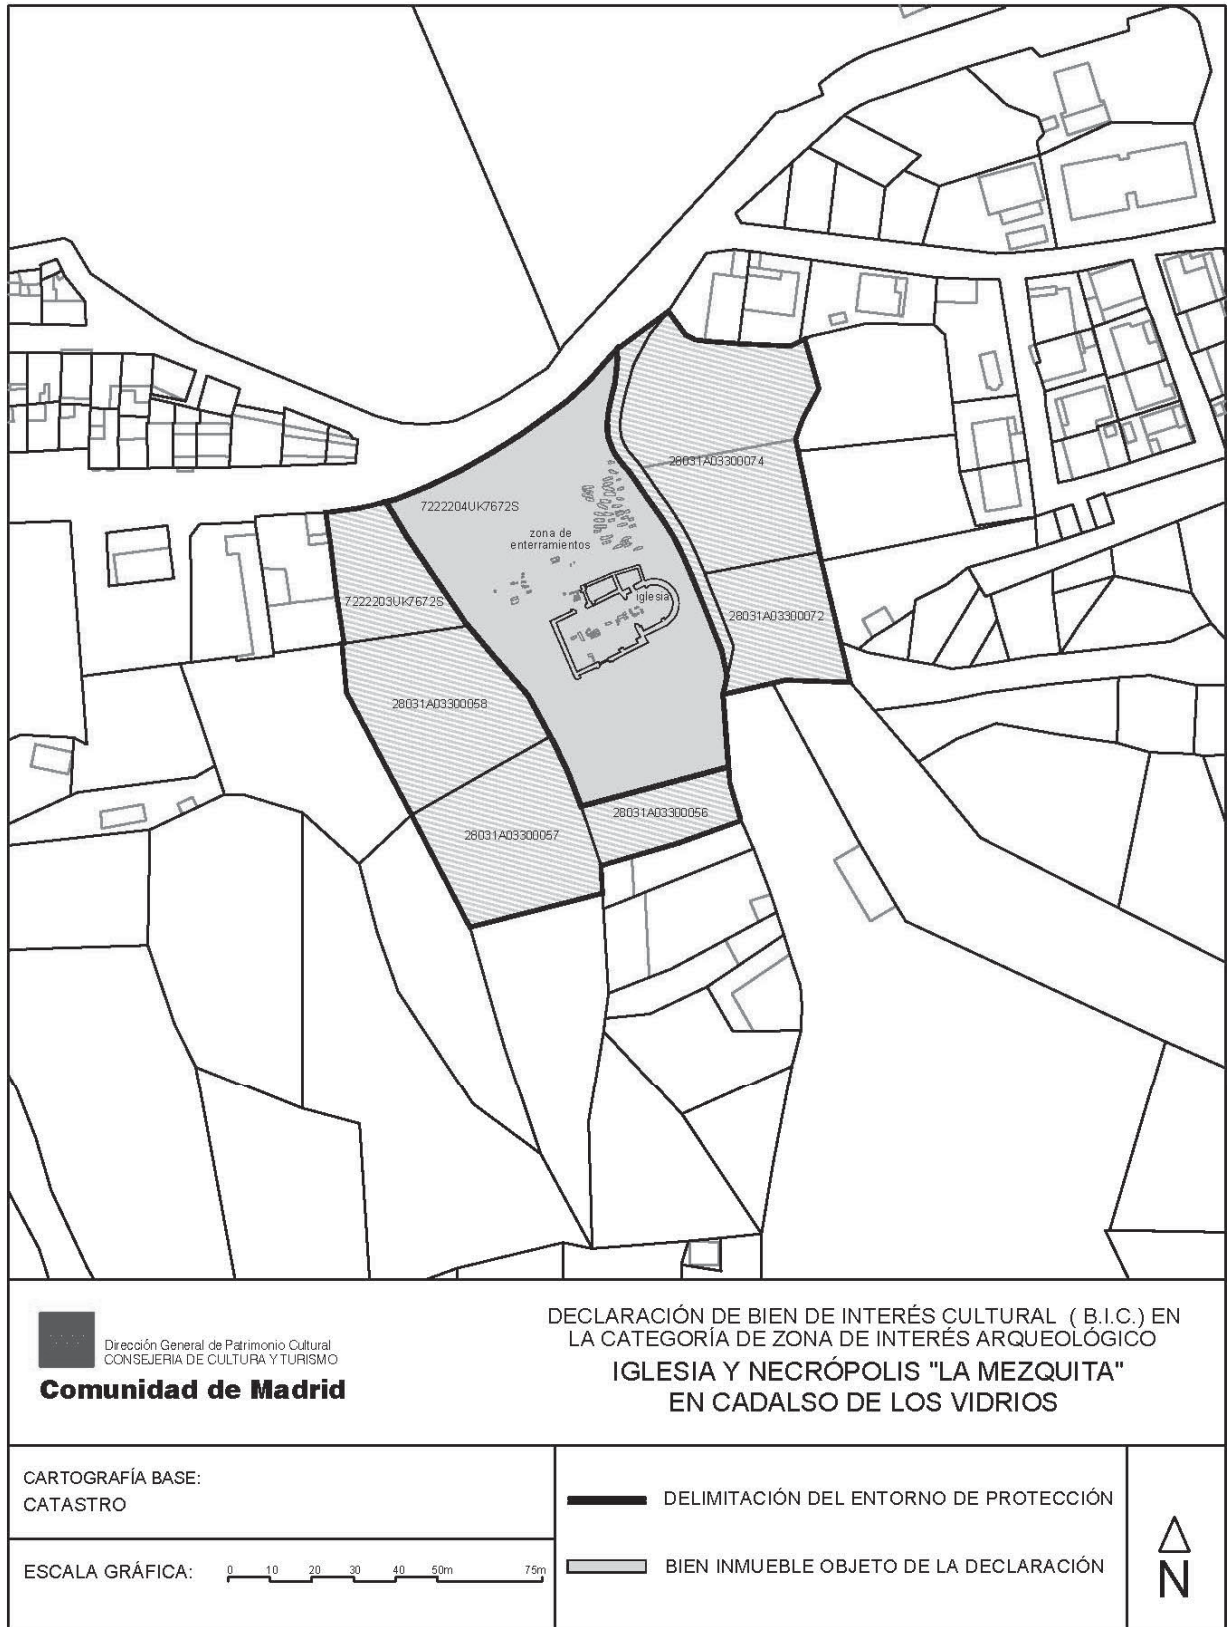 28031A03300074
7222204UK7672S
zona de
enterramientos
iglesia
7222203UK7672S
28031A03300072
28031A03300058
28031A03300056
28031A03300057
Dirección General de Patrimonio Cultural
CONSEJERIA DE CULTURA Y TURISMO
Comunidad de Madrid
DECLARACIÓN DE BIEN DE INTERÉS CULTURAL ( B.I.C.) EN
LA CATEGORÍA DE ZONA DE INTERÉS ARQUEOLÓGICO
IGLESIA Y NECRÓPOLIS "LA MEZQUITA"
EN CADALSO DE LOS VIDRIOS
CARTOGRAFÍA BASE:
CATASTRO
ESCALA GRÁFICA:
0 10 20 30 40 50m 75m
DELIMITACIÓN DEL ENTORNO DE PROTECCIÓN
BIEN INMUEBLE OBJETO DE LA DECLARACIÓN
N